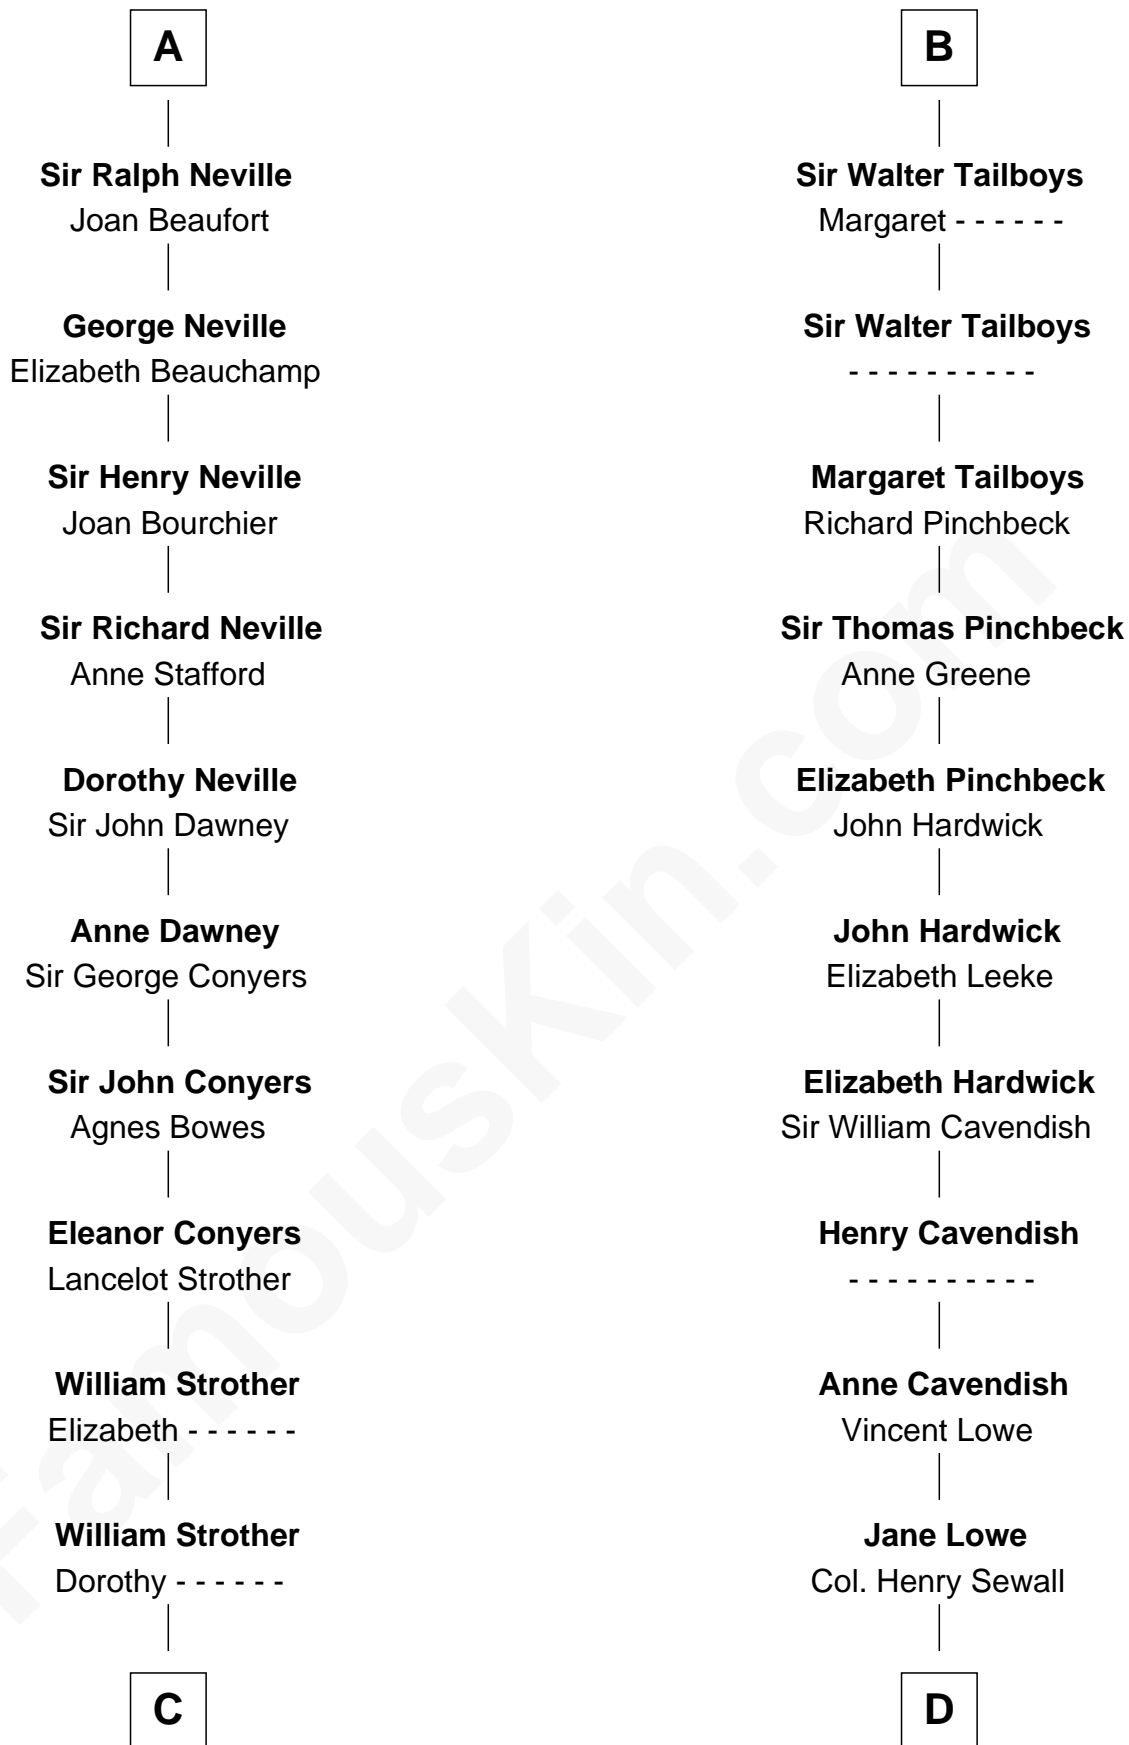 A
Sir Ralph Neville
Joan Beaufort
George Neville
Elizabeth Beauchamp
Sir Henry Neville
Joan Bourchier
Sir Richard Neville
Anne Stafford
Dorothy Neville
Sir John Dawney
Anne Dawney
Sir George Conyers
Sir John Conyers
Agnes Bowes
Eleanor Conyers
Lancelot Strother
William Strother
Elizabeth - - - - - -
William Strother
Dorothy - - - - - -
C
B
Sir Walter Tailboys
Margaret - - - - - -
Sir Walter Tailboys
- - - - - - - - - -
Margaret Tailboys
Richard Pinchbeck
Sir Thomas Pinchbeck
Anne Greene
Elizabeth Pinchbeck
John Hardwick
John Hardwick
Elizabeth Leeke
Elizabeth Hardwick
Sir William Cavendish
Henry Cavendish
- - - - - - - - - -
Anne Cavendish
Vincent Lowe
Jane Lowe
Col. Henry Sewall
D
FamousKin.com